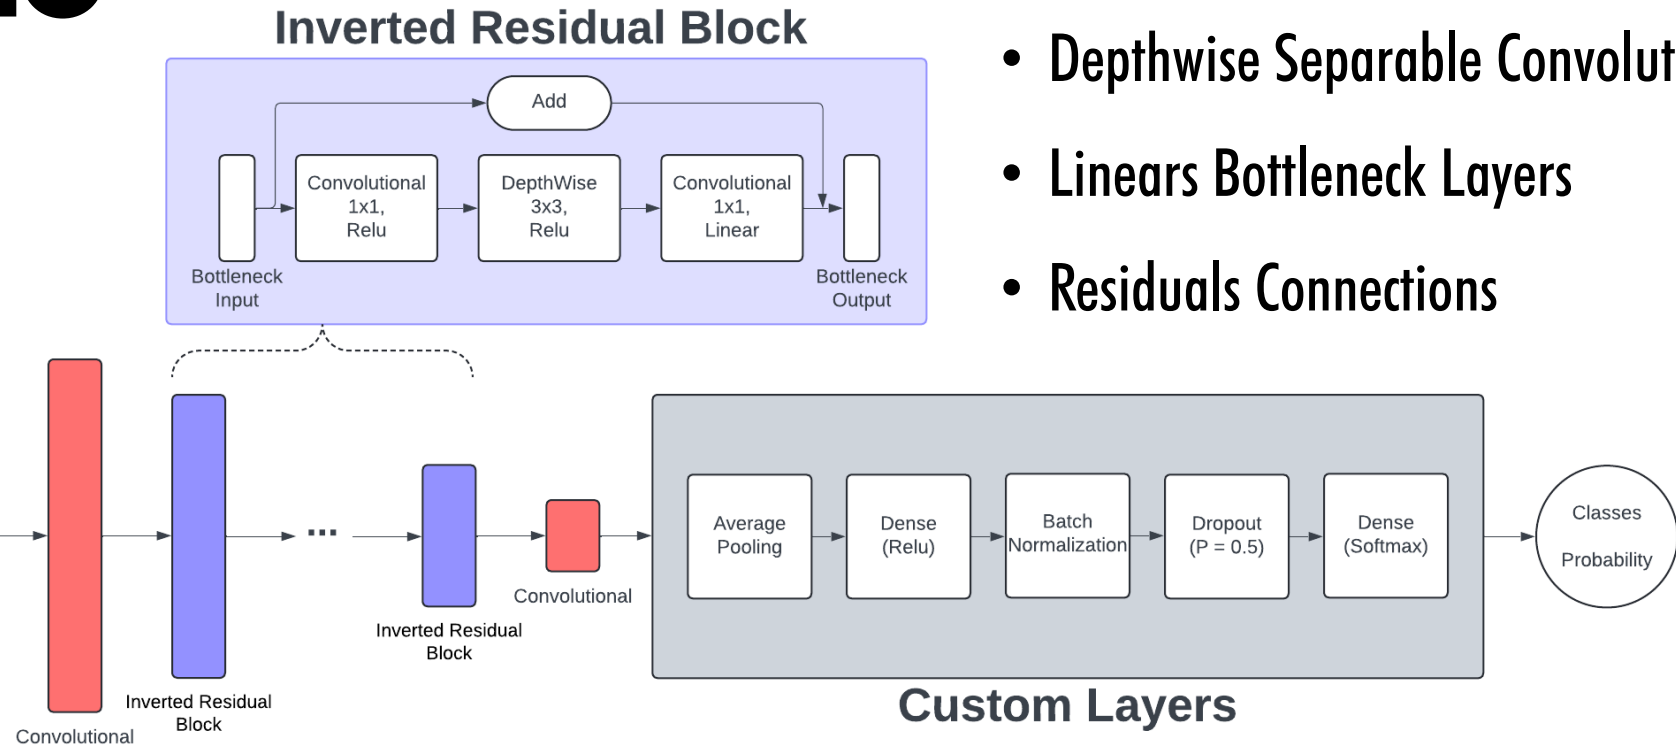 Inverted Residual Block
Add
Convolutional
1x1,
Relu
DepthWise
3x3,
Relu
Convolutional
1x1,
Linear
Bottleneck
Input
Bottleneck
Output
• Depthwise Separable Convolut
• Linears Bottleneck Layers
• Residuals Connections
Convolutional
Inverted Residual
Block
...
Inverted Residual
Block
Convolutional
Average
Pooling
Dense
(Relu)
Batch
Normalization
Dropout
(P = 0.5)
Dense
(Softmax)
Custom Layers
Classes
Probability